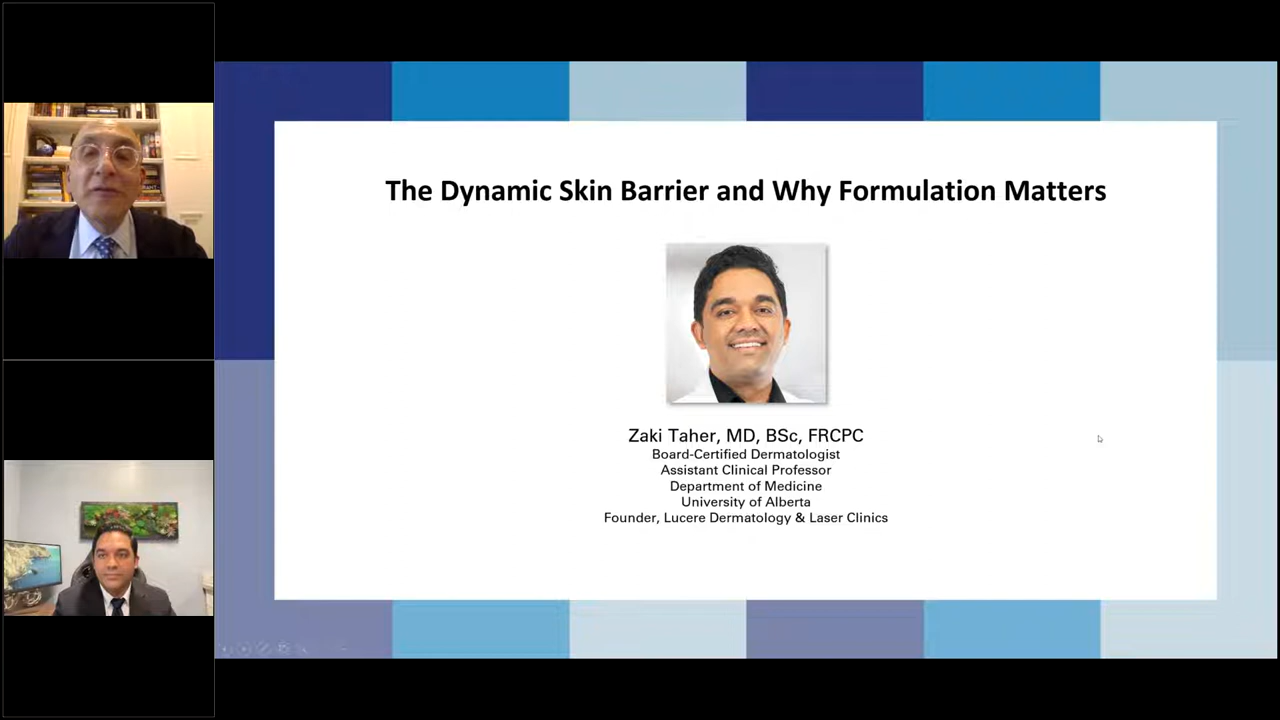 The Dynamic Skin Barrier and Why Formulation Matters
Zaki Taher, MD, BSc, FRCPC
Board-Certified Dermatologist
Assistant Clinical Professor
Department of Medicine
University of Alberta
Founder, Lucere Dermatology & Laser Clinics